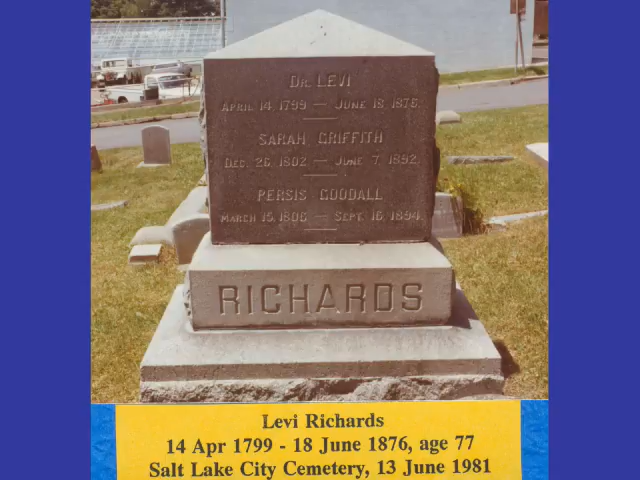 DR. LEVI
APRIL 14, 1799 — JUNE 18, 1876.
SARAH GRIFFITH
DEC. 26, 1802 — JUNE 7, 1892.
PERSIS GOODALL
MARCH 15, 1806 — SEPT. 16, 1894.
RICHARDS
Levi Richards
14 Apr 1799 - 18 June 1876, age 77
Salt Lake City Cemetery, 13 June 1981